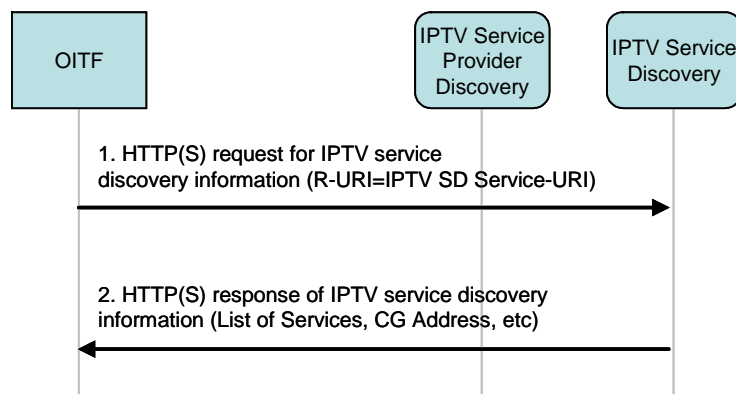 OITF
IPTV Service
Provider
Discovery
IPTV Service
Discovery
1. HTTP(S) request for IPTV service
discovery information (R-URI=IPTV SD Service-URI)
2. HTTP(S) response of IPTV service discovery
information (List of Services, CG Address, etc)